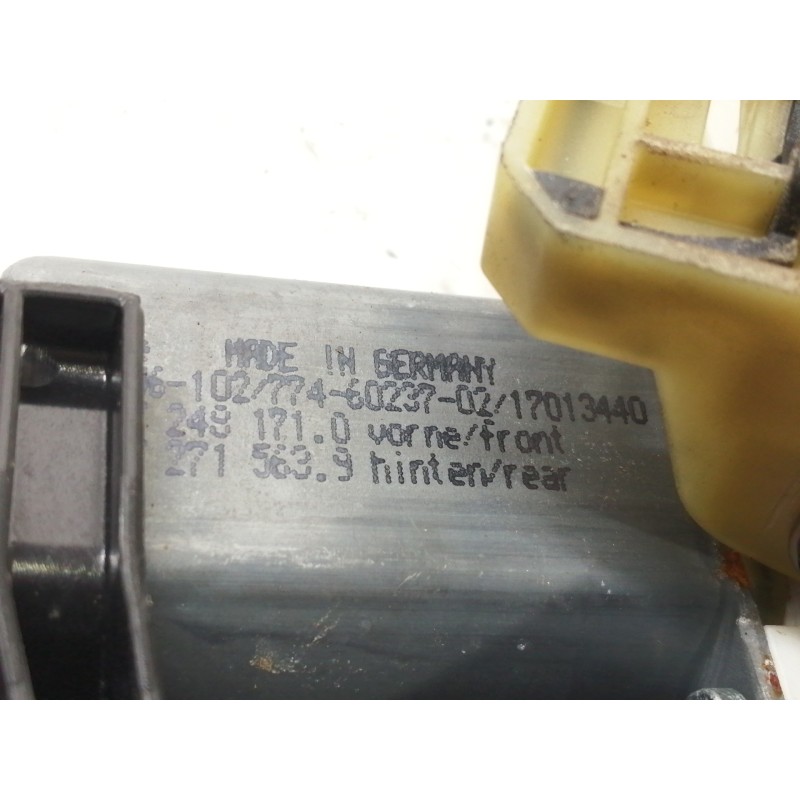 MADE IN GERMANY
6-102/774-60237-02/17013440
249 171.0 vorne/front
271 563.9 hinten/rear